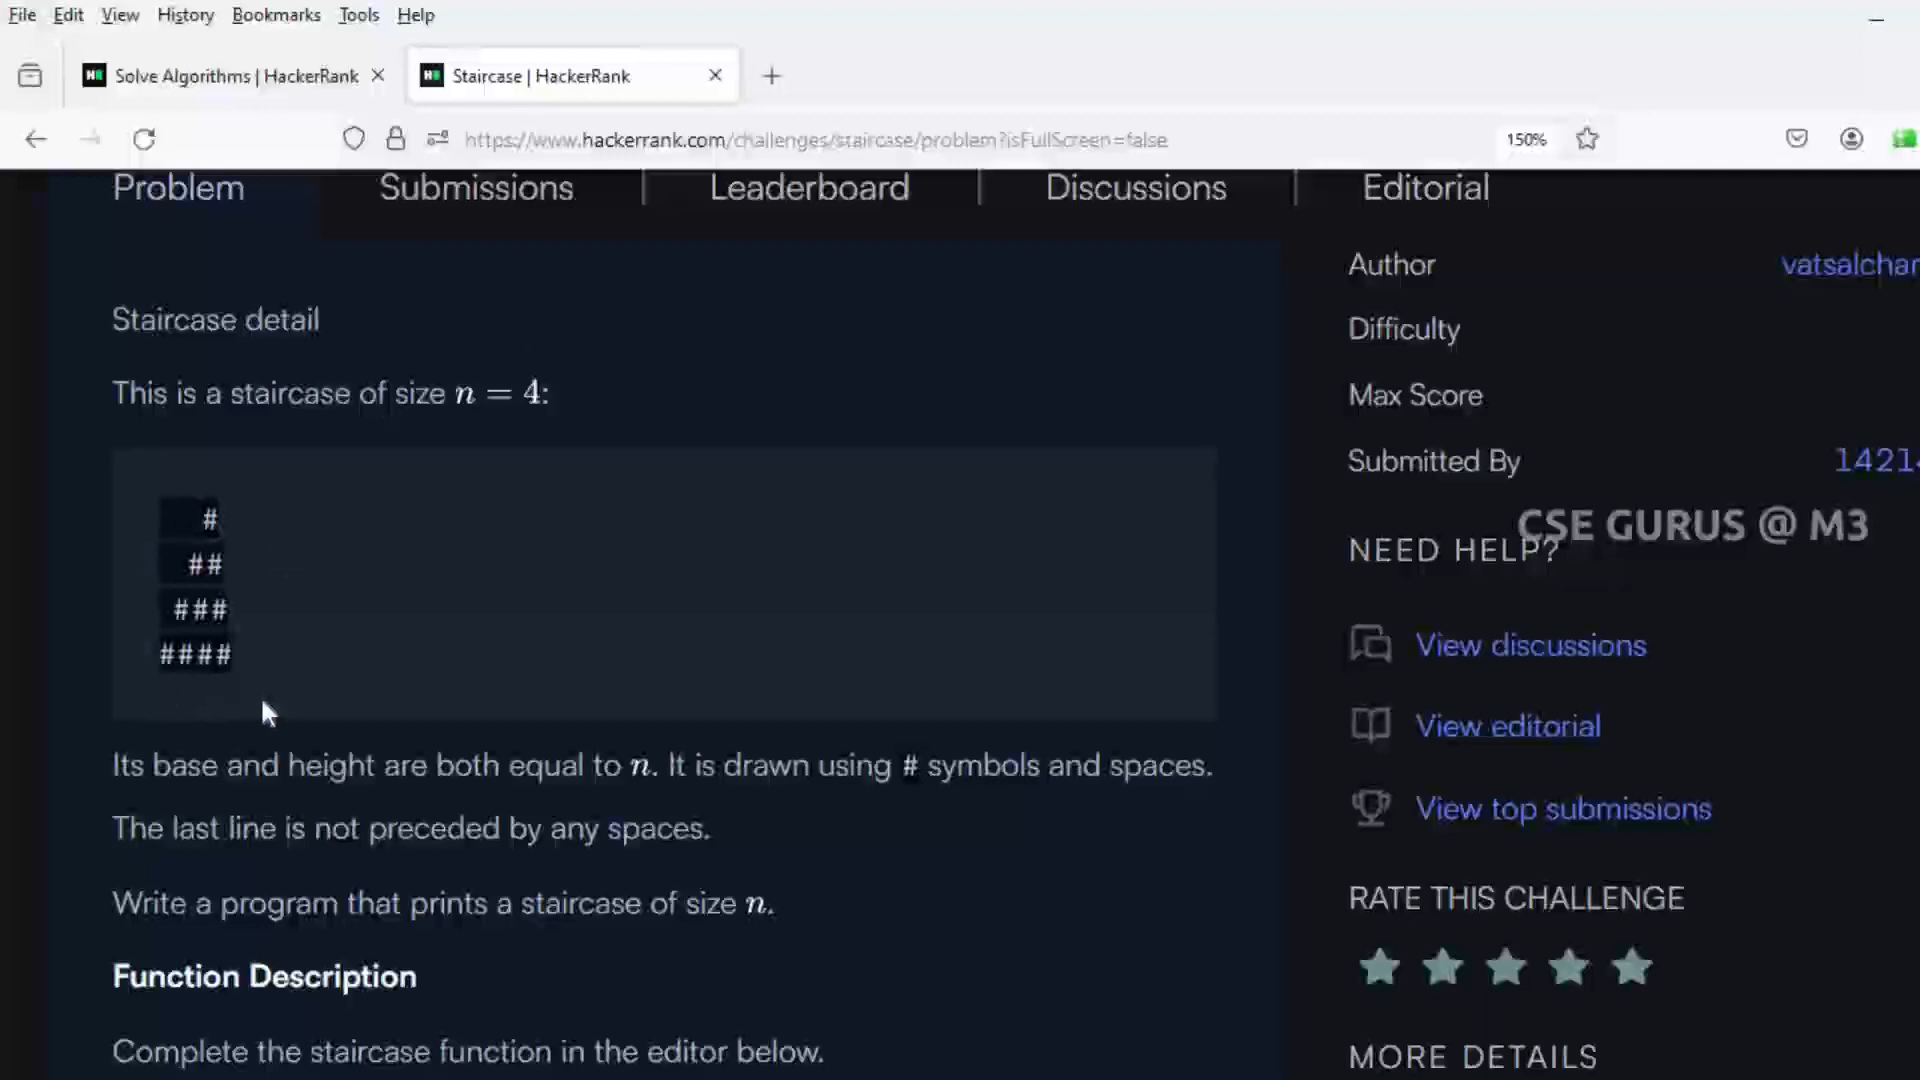 File Edit View History Bookmarks Tools Help
Solve Algorithms | HackerRank
Staircase | HackerRank
https://www.hackerrank.com/challenges/staircase/problem?isFullScreen=false
150%
Problem
Submissions
Leaderboard
Discussions
Editorial
Staircase detail
This is a staircase of size n = 4:
   #
  ##
 ###
####
Its base and height are both equal to n. It is drawn using # symbols and spaces.
The last line is not preceded by any spaces.
Write a program that prints a staircase of size n.
Function Description
Complete the staircase function in the editor below.
Author
vatsalchan
Difficulty
Max Score
Submitted By
1421
CSE GURUS @ M3
NEED HELP?
View discussions
View editorial
View top submissions
RATE THIS CHALLENGE
MORE DETAILS